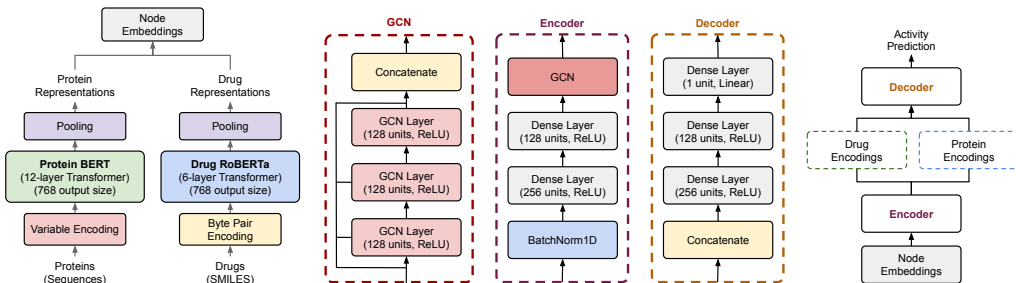 Node
Embeddings
Protein
Representations
Drug
Representations
Pooling
Pooling
Protein BERT
(12-layer Transformer)
(768 output size)
Drug RoBERTa
(6-layer Transformer)
(768 output size)
Variable Encoding
Byte Pair
Encoding
Proteins
(Sequences)
Drugs
(SMILES)
GCN
Concatenate
GCN Layer
(128 units, ReLU)
GCN Layer
(128 units, ReLU)
GCN Layer
(128 units, ReLU)
Encoder
GCN
Dense Layer
(128 units, ReLU)
Dense Layer
(256 units, ReLU)
BatchNorm1D
Decoder
Dense Layer
(1 unit, Linear)
Dense Layer
(128 units, ReLU)
Dense Layer
(256 units, ReLU)
Concatenate
Activity
Prediction
Decoder
Drug
Encodings
Protein
Encodings
Encoder
Node
Embeddings